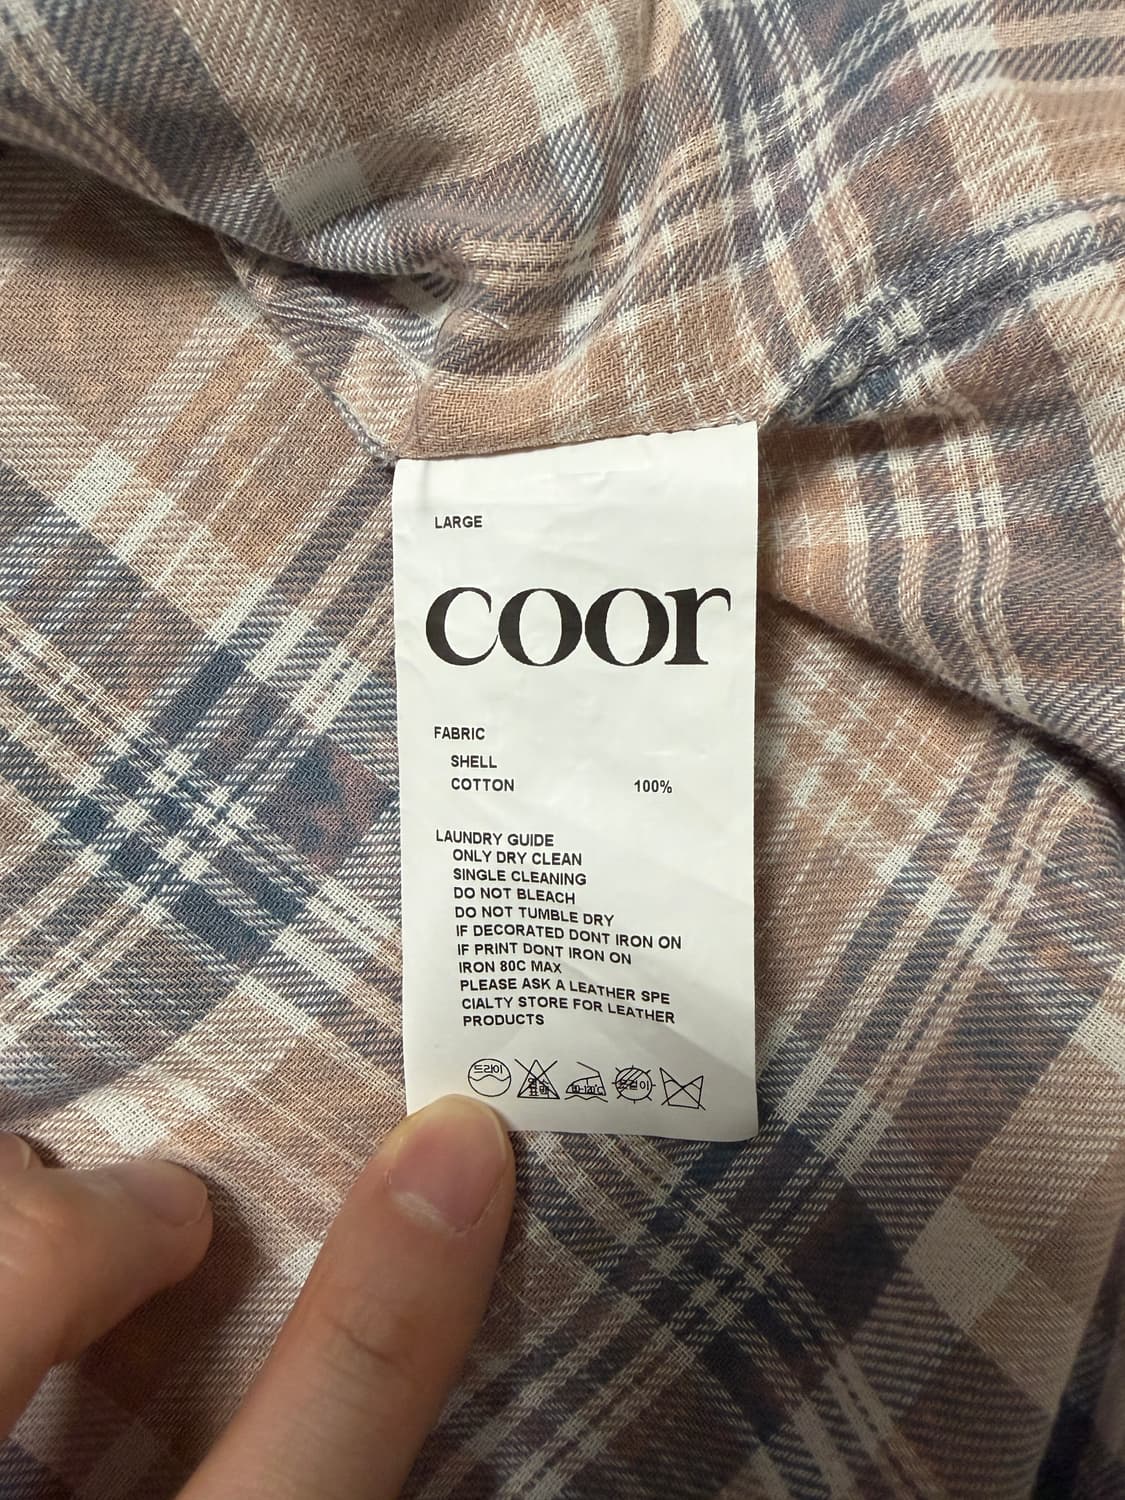 LARGE
coor
FABRIC
SHELL
COTTON 100%
LAUNDRY GUIDE
ONLY DRY CLEAN
SINGLE CLEANING
DO NOT BLEACH
DO NOT TUMBLE DRY
IF DECORATED DONT IRON ON
IF PRINT DONT IRON ON
IRON 80C MAX
PLEASE ASK A LEATHER SPE
CIALTY STORE FOR LEATHER
PRODUCTS
드라이